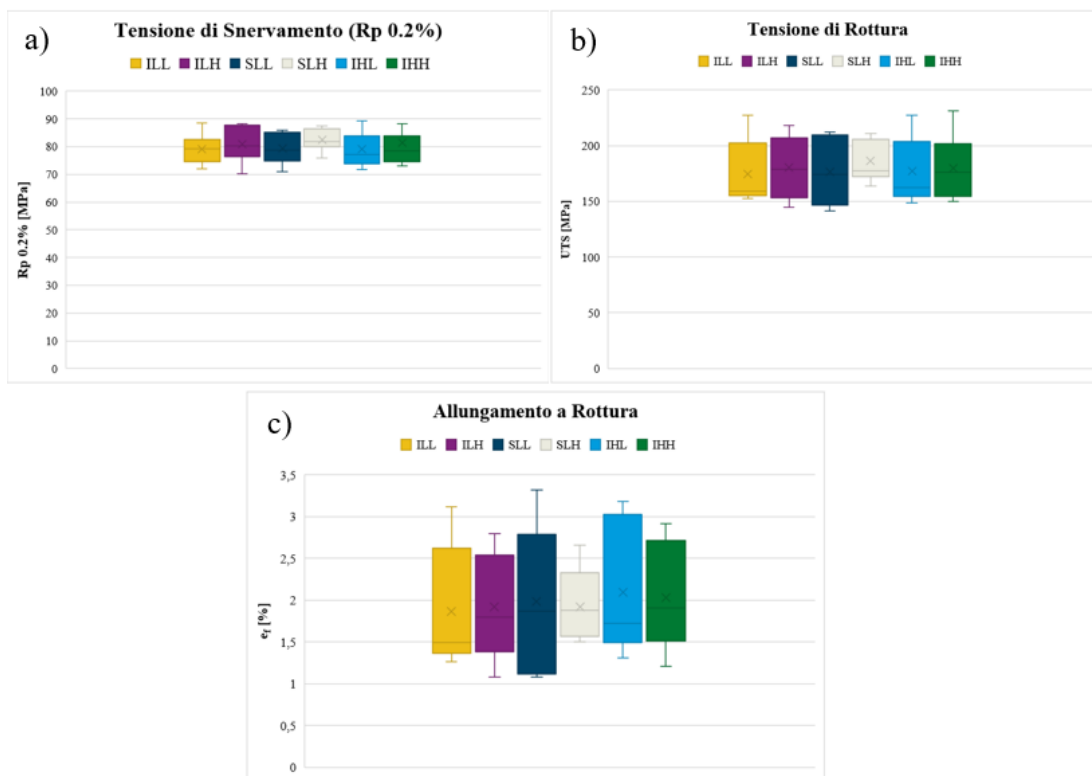 a)
Tensione di Snervamento (Rp 0.2%)
ILL ILH SLL SLH IHL IHH
100
90
80
70
60
50
40
30
20
10
0
Rp 0.2% [MPa]
b)
Tensione di Rottura
ILL ILH SLL SLH IHL IHH
250
200
150
100
50
0
UTS [MPa]
c)
Allungamento a Rottura
ILL ILH SLL SLH IHL IHH
3,5
3
2,5
2
1,5
1
0,5
0
ef [%]